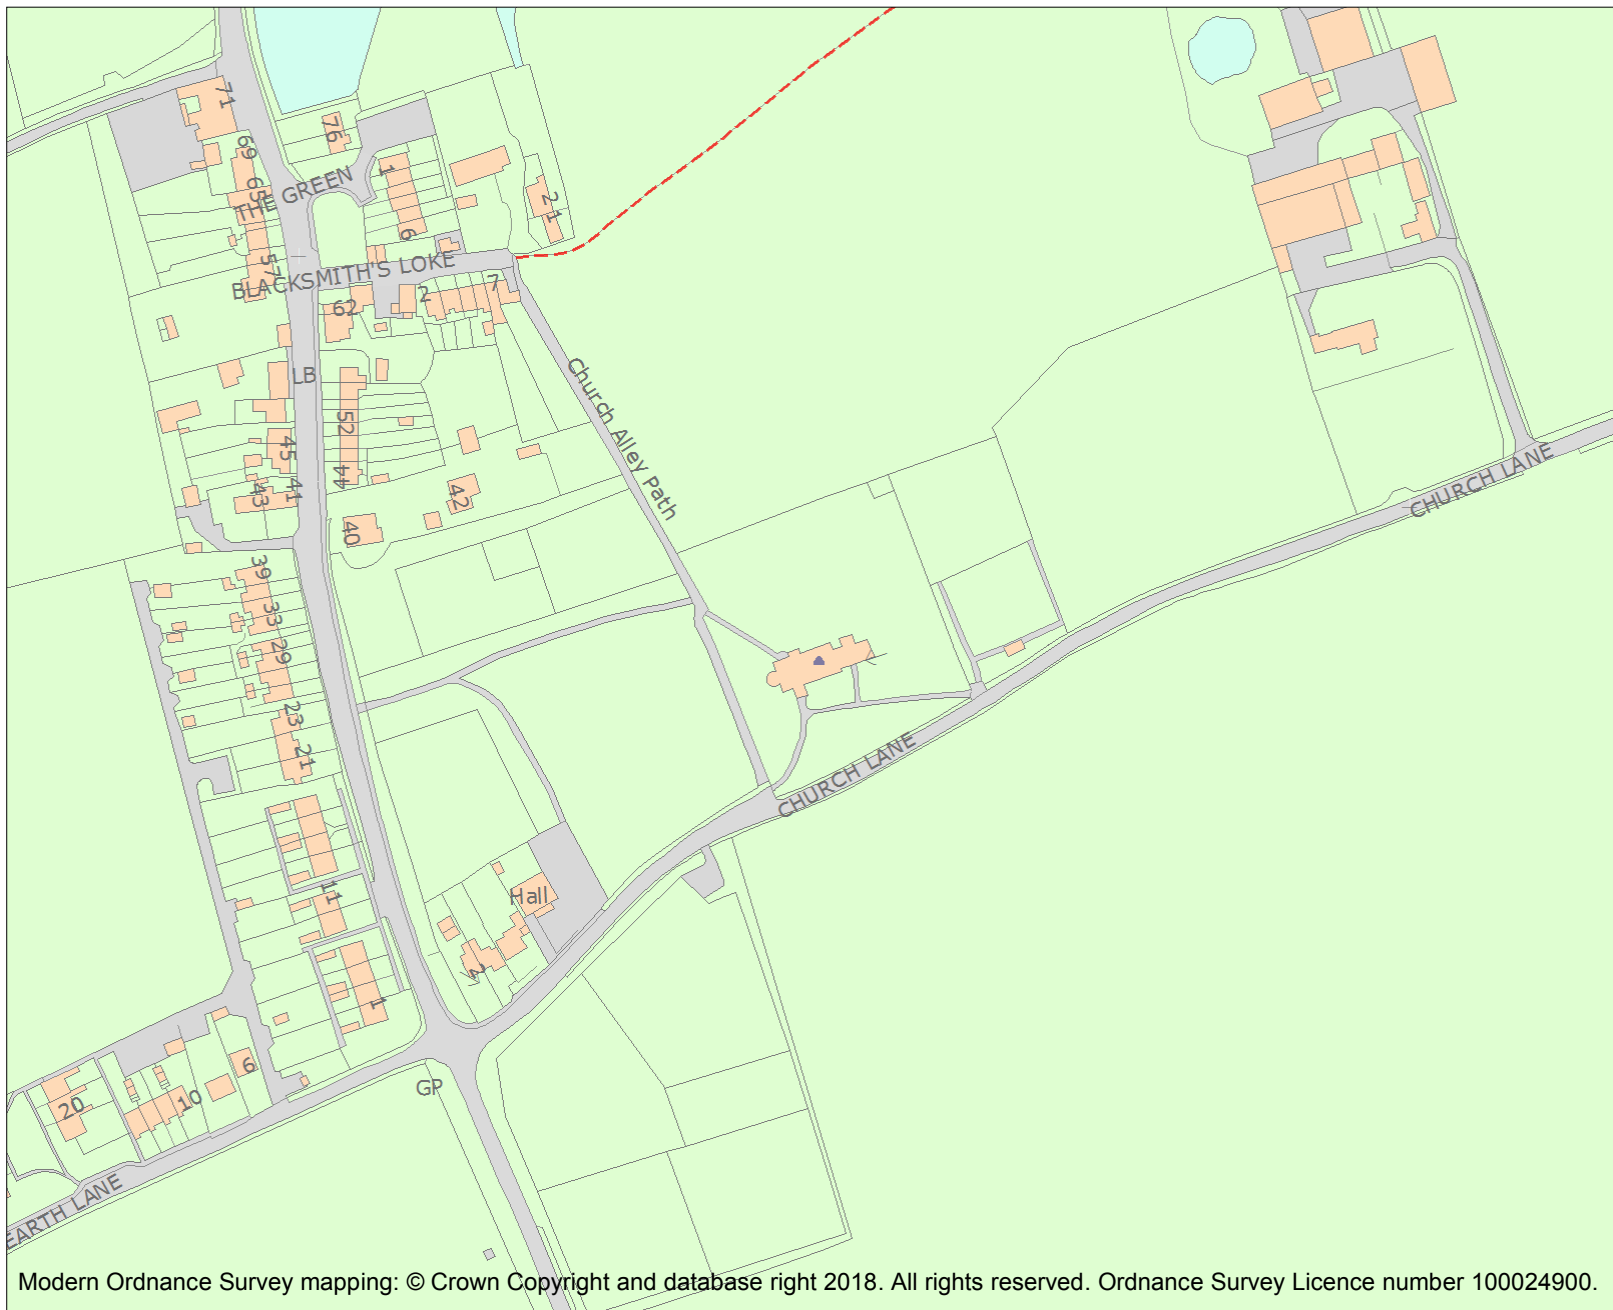 71
76
69
1
65
THE GREEN
21
6
57
BLACKSMITH'S LOKE
7
2
62
LB
Church Alley Path
52
45
44
41
43
42
40
CHURCH LANE
39
33
29
23
21
CHURCH LANE
11
Hall
2
1
6
GP
10
20
EARTH LANE
Modern Ordnance Survey mapping: © Crown Copyright and database right 2018. All rights reserved. Ordnance Survey Licence number 100024900.